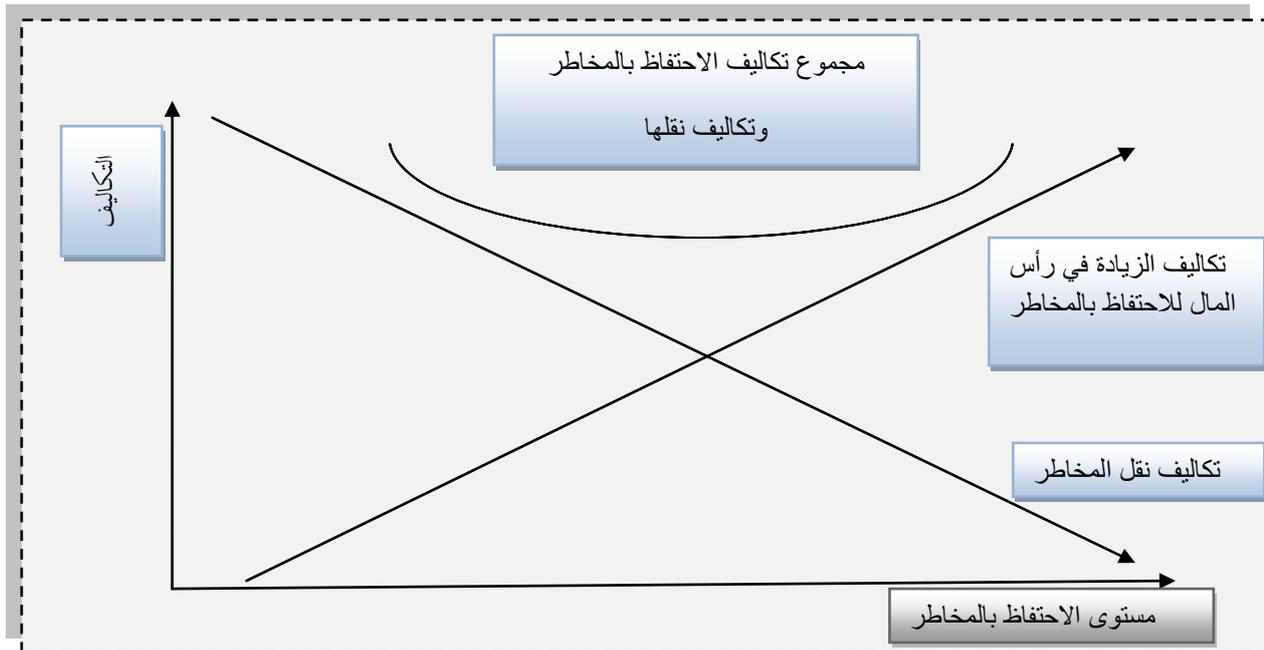 مجموع تكاليف الاحتفاظ بالمخاطر
وتكاليف نقلها
التكاليف
تكاليف الزيادة في رأس
المال للاحتفاظ بالمخاطر
تكاليف نقل المخاطر
مستوى الاحتفاظ بالمخاطر